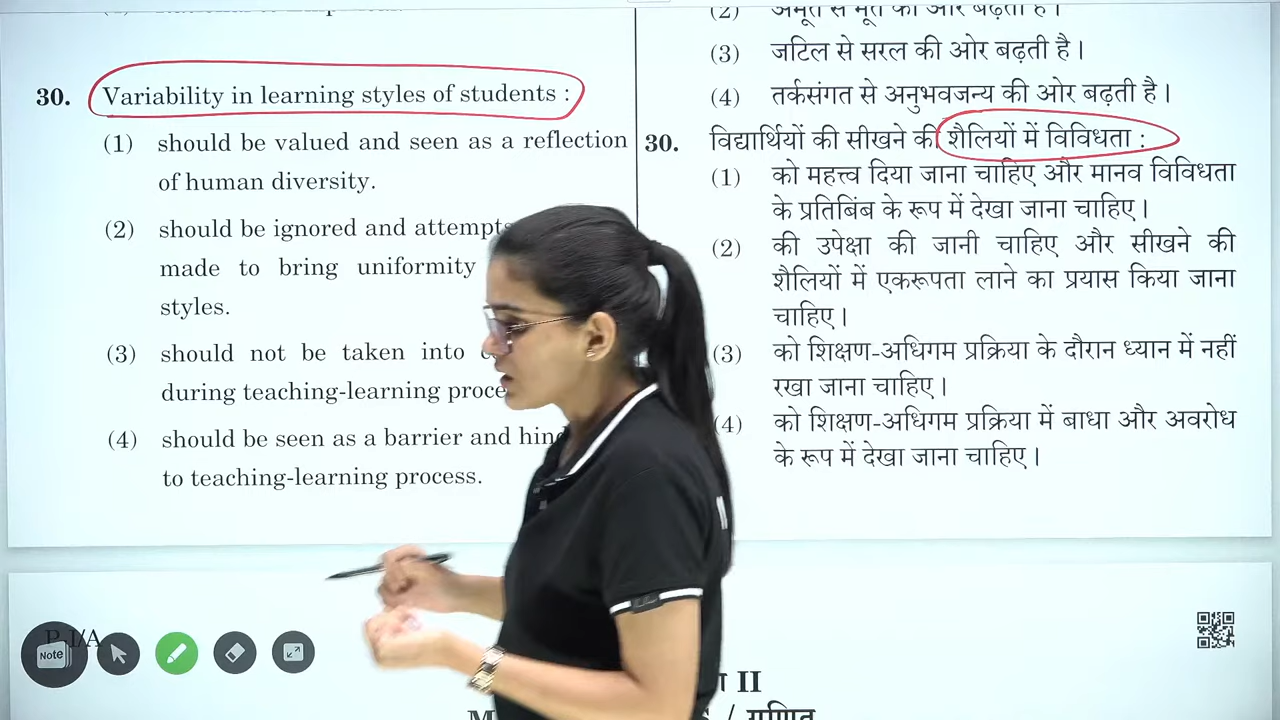 30. Variability in learning styles of students :
(1) should be valued and seen as a reflection
of human diversity.
(2) should be ignored and attempts
made to bring uniformity
styles.
(3) should not be taken into
during teaching-learning
(4) should be seen as a barrier and
to teaching-learning process.
(2)
(3) जटिल से सरल की ओर बढ़ती है।
(4) तर्कसंगत से अनुभवजन्य की ओर बढ़ती है।
30. विद्यार्थियों की सीखने की शैलियों में विविधता :
(1) को महत्त्व दिया जाना चाहिए और मानव विविधता
के प्रतिबिंब के रूप में देखा जाना चाहिए।
(2) की उपेक्षा की जानी चाहिए और सीखने की
शैलियों में एकरूपता लाने का प्रयास किया जाना
चाहिए।
(3) को शिक्षण-अधिगम प्रक्रिया के दौरान ध्यान में नहीं
रखा जाना चाहिए।
(4) को शिक्षण-अधिगम प्रक्रिया में बाधा और अवरोध
के रूप में देखा जाना चाहिए।
Note
II